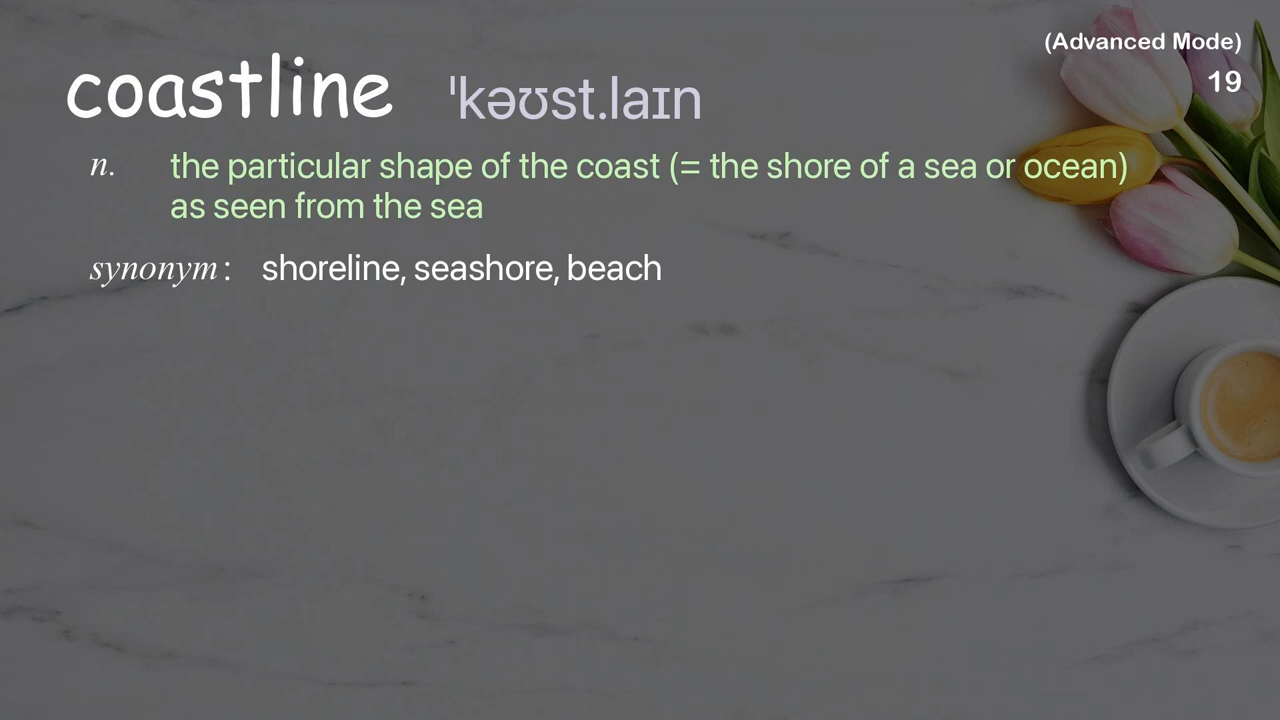 (Advanced Mode)
19
coastline ˈkəʊst.laɪn
n. the particular shape of the coast (= the shore of a sea or ocean)
as seen from the sea
synonym: shoreline, seashore, beach